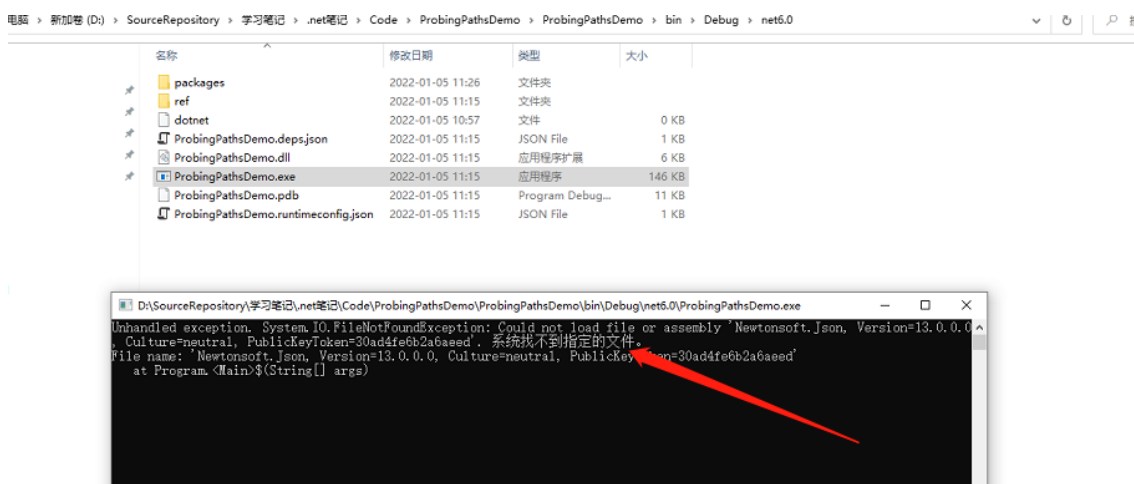 电脑 › 新加卷 (D:) › SourceRepository › 学习笔记 › .net笔记 › Code › ProbingPathsDemo › ProbingPathsDemo › bin › Debug › net6.0
名称 修改日期 类型 大小
packages 2022-01-05 11:26 文件夹
ref 2022-01-05 11:15 文件夹
dotnet 2022-01-05 10:57 文件 0 KB
ProbingPathsDemo.deps.json 2022-01-05 11:15 JSON File 1 KB
ProbingPathsDemo.dll 2022-01-05 11:15 应用程序扩展 6 KB
ProbingPathsDemo.exe 2022-01-05 11:15 应用程序 146 KB
ProbingPathsDemo.pdb 2022-01-05 11:15 Program Debug... 11 KB
ProbingPathsDemo.runtimeconfig.json 2022-01-05 11:15 JSON File 1 KB
D:\SourceRepository\学习笔记\.net笔记\Code\ProbingPathsDemo\ProbingPathsDemo\bin\Debug\net6.0\ProbingPathsDemo.exe
Unhandled exception. System.IO.FileNotFoundException: Could not load file or assembly 'Newtonsoft.Json, Version=13.0.0.0
, Culture=neutral, PublicKeyToken=30ad4fe6b2a6aeed'. 系统找不到指定的文件。
File name: 'Newtonsoft.Json, Version=13.0.0.0, Culture=neutral, PublicKeyToken=30ad4fe6b2a6aeed'
at Program.<Main>$(String[] args)